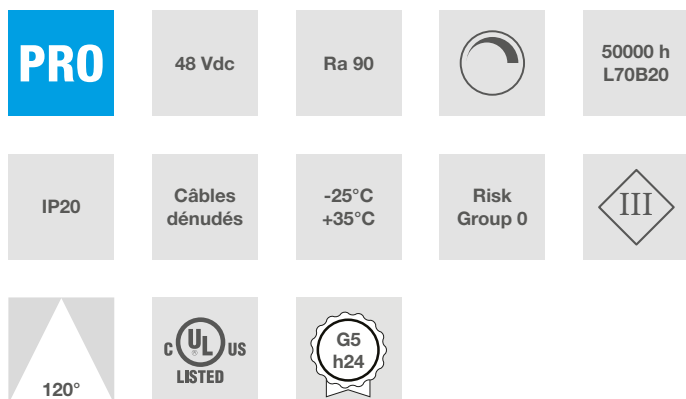 PRO
48 Vdc
Ra 90
50000 h
L70B20
IP20
Câbles
dénudés
-25°C
+35°C
Risk
Group 0
III
120°
C UL US
®
LISTED
G5
h24